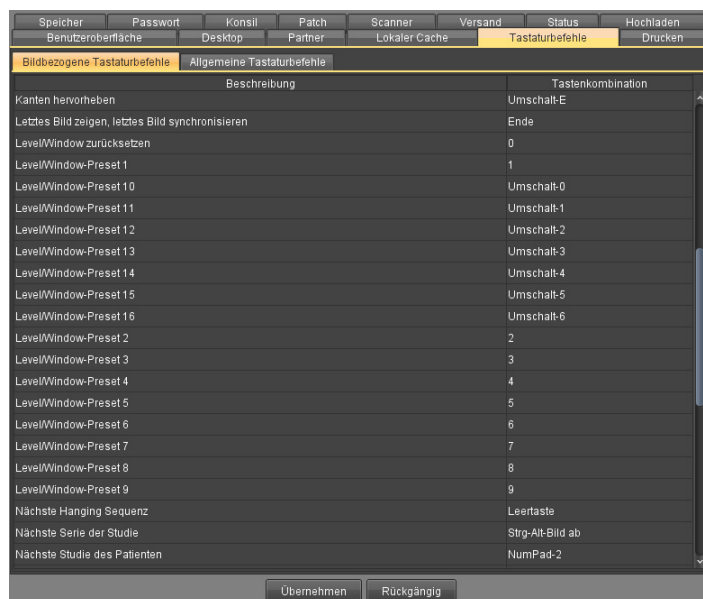 Speicher Passwort Konsil Patch Scanner Versand Status Hochladen
Benutzeroberfläche Desktop Partner Lokaler Cache Tastaturbefehle Drucken
Bildbezogene Tastaturbefehle Allgemeine Tastaturbefehle
Beschreibung Tastenkombination
Kanten hervorheben Umschalt-E
Letztes Bild zeigen, letztes Bild synchronisieren Ende
Level/Window zurücksetzen 0
Level/Window-Preset 1 1
Level/Window-Preset 10 Umschalt-0
Level/Window-Preset 11 Umschalt-1
Level/Window-Preset 12 Umschalt-2
Level/Window-Preset 13 Umschalt-3
Level/Window-Preset 14 Umschalt-4
Level/Window-Preset 15 Umschalt-5
Level/Window-Preset 16 Umschalt-6
Level/Window-Preset 2 2
Level/Window-Preset 3 3
Level/Window-Preset 4 4
Level/Window-Preset 5 5
Level/Window-Preset 6 6
Level/Window-Preset 7 7
Level/Window-Preset 8 8
Level/Window-Preset 9 9
Nächste Hanging Sequenz Leertaste
Nächste Serie der Studie Strg-Alt-Bild ab
Nächste Studie des Patienten NumPad-2
Übernehmen Rückgängig